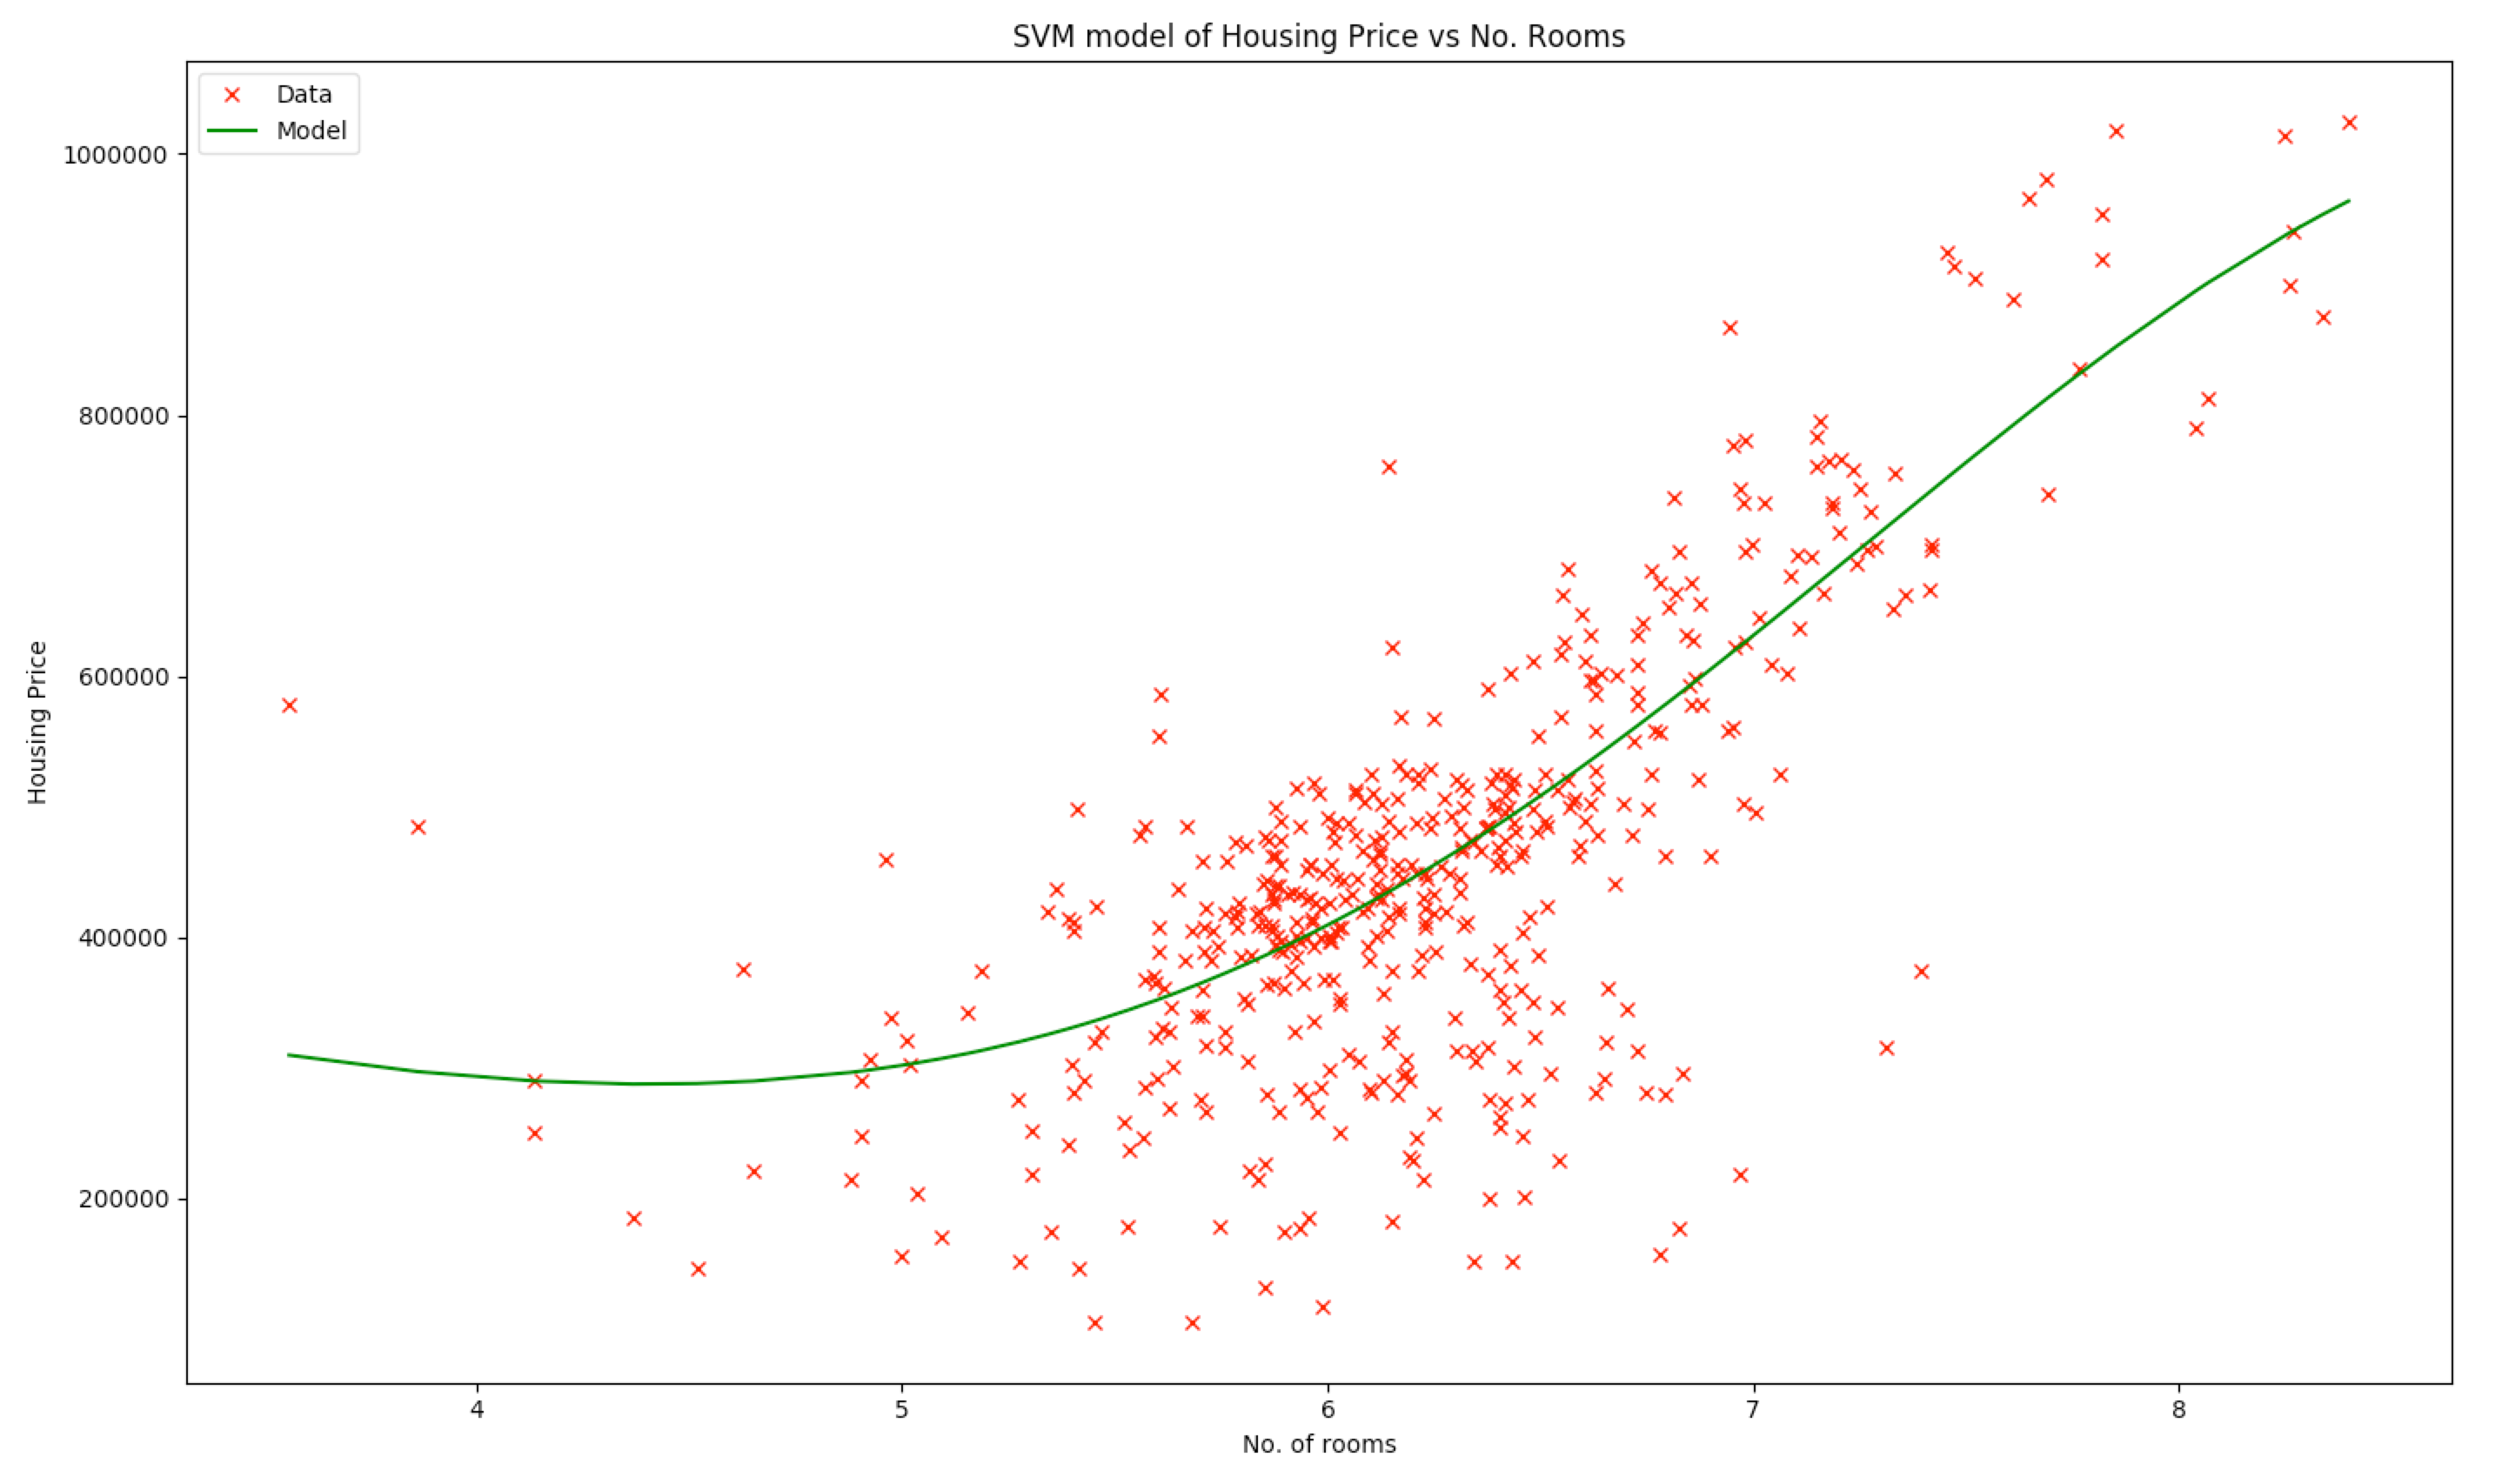 SVM model of Housing Price vs No. Rooms
Data
Model
1000000
800000
600000
400000
200000
Housing Price
4 5 6 7 8
No. of rooms